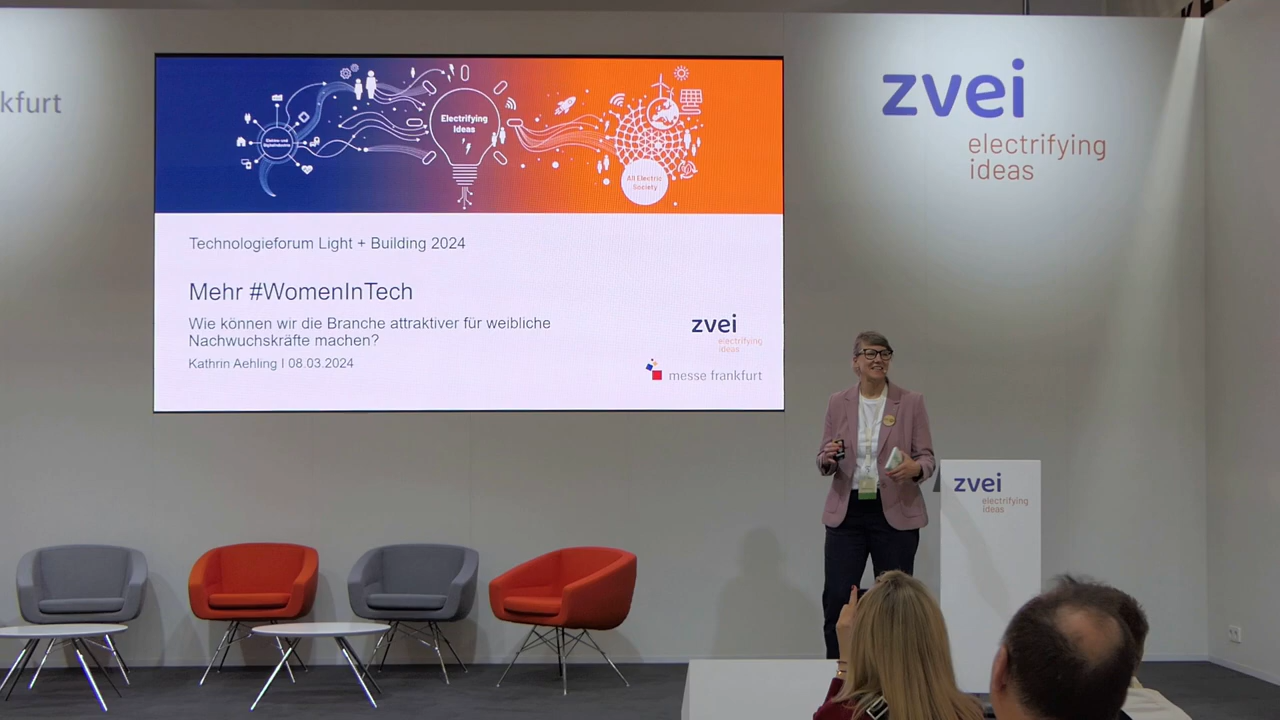 kfurt
Electrifying
Ideas
All Electric
Society
Technologieforum Light + Building 2024
Mehr #WomenInTech
Wie können wir die Branche attraktiver für weibliche
Nachwuchskräfte machen?
Kathrin Aehling I 08.03.2024
zvei
electrifying
ideas
messe frankfurt
zvei
electrifying
ideas
zvei
electrifying
ideas